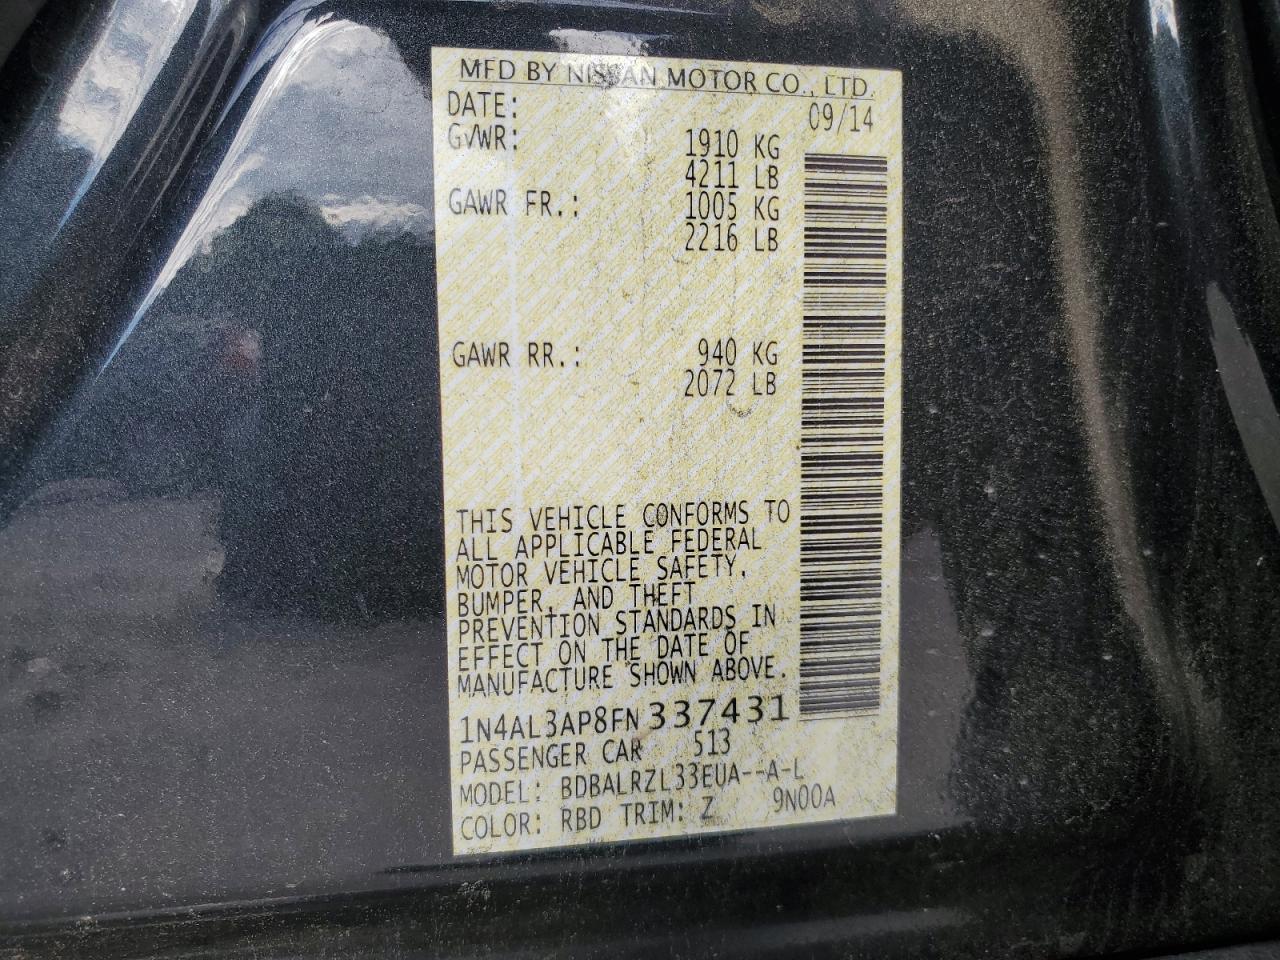 MFD BY NISSAN MOTOR CO., LTD.
DATE: 09/14
GVWR: 1910 KG
4211 LB
GAWR FR.: 1005 KG
2216 LB
GAWR RR.: 940 KG
2072 LB
THIS VEHICLE CONFORMS TO
ALL APPLICABLE FEDERAL
MOTOR VEHICLE SAFETY,
BUMPER, AND THEFT
PREVENTION STANDARDS IN
EFFECT ON THE DATE OF
MANUFACTURE SHOWN ABOVE.
1N4AL3AP8FN337431
PASSENGER CAR 513
MODEL: BDBALRZL33EUA--A-L
COLOR: RBD TRIM: Z 9N00A